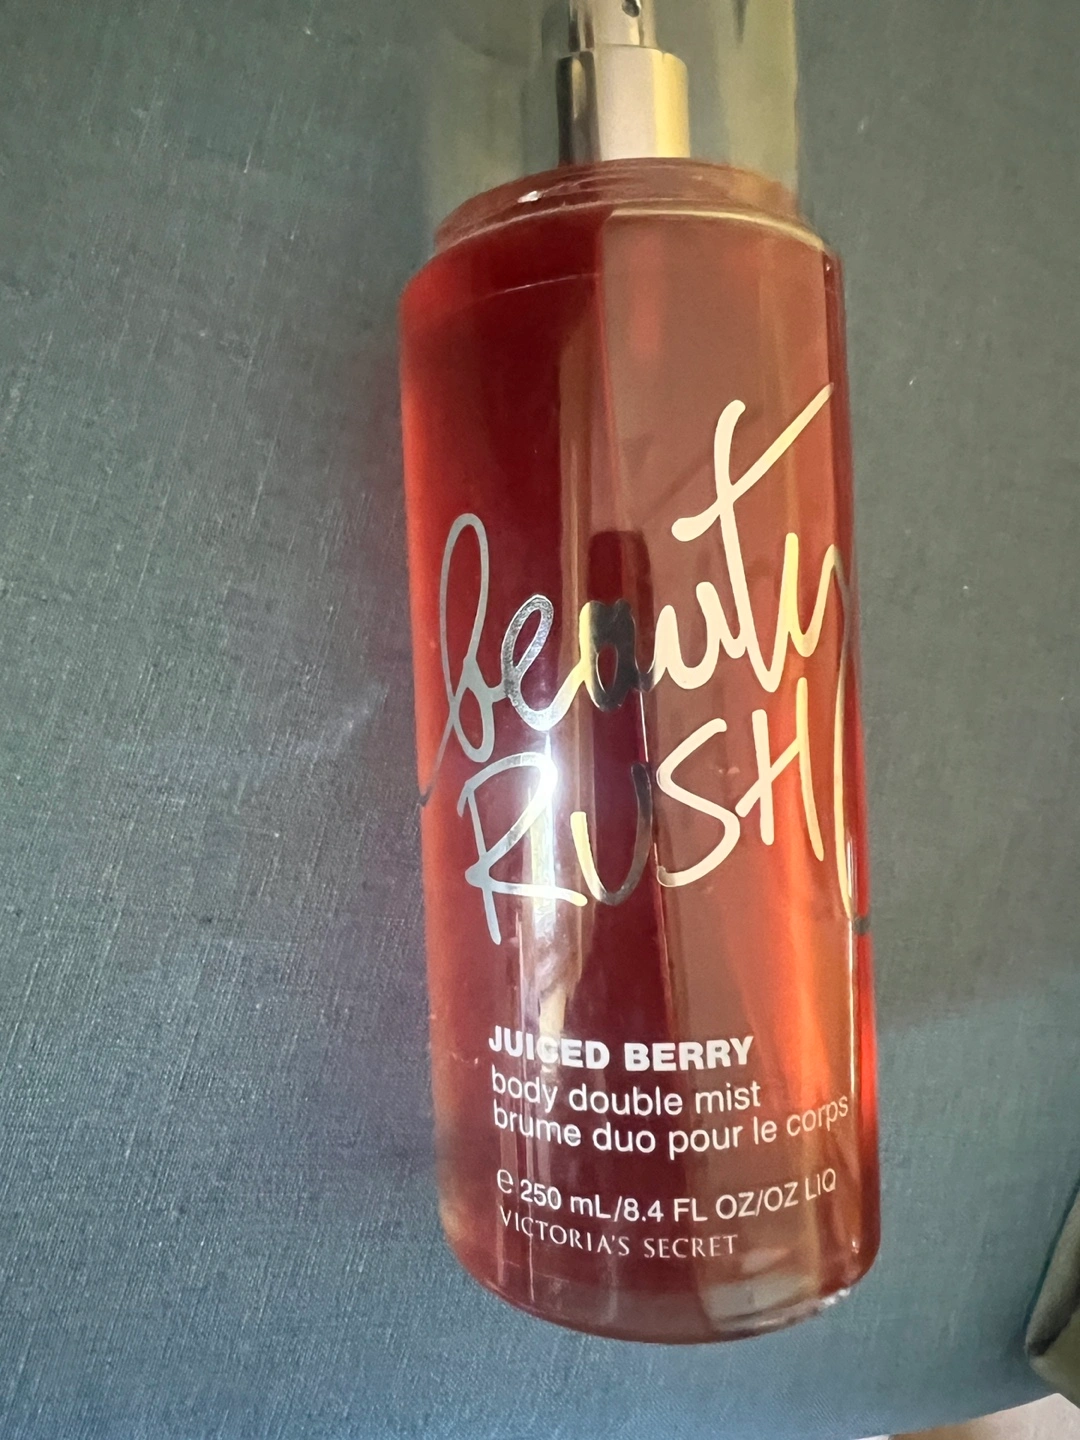 beauty
RUSH
JUICED BERRY
body double mist
brume duo pour le corps
℮ 250 mL/8.4 FL OZ/OZ LIQ
VICTORIA'S SECRET